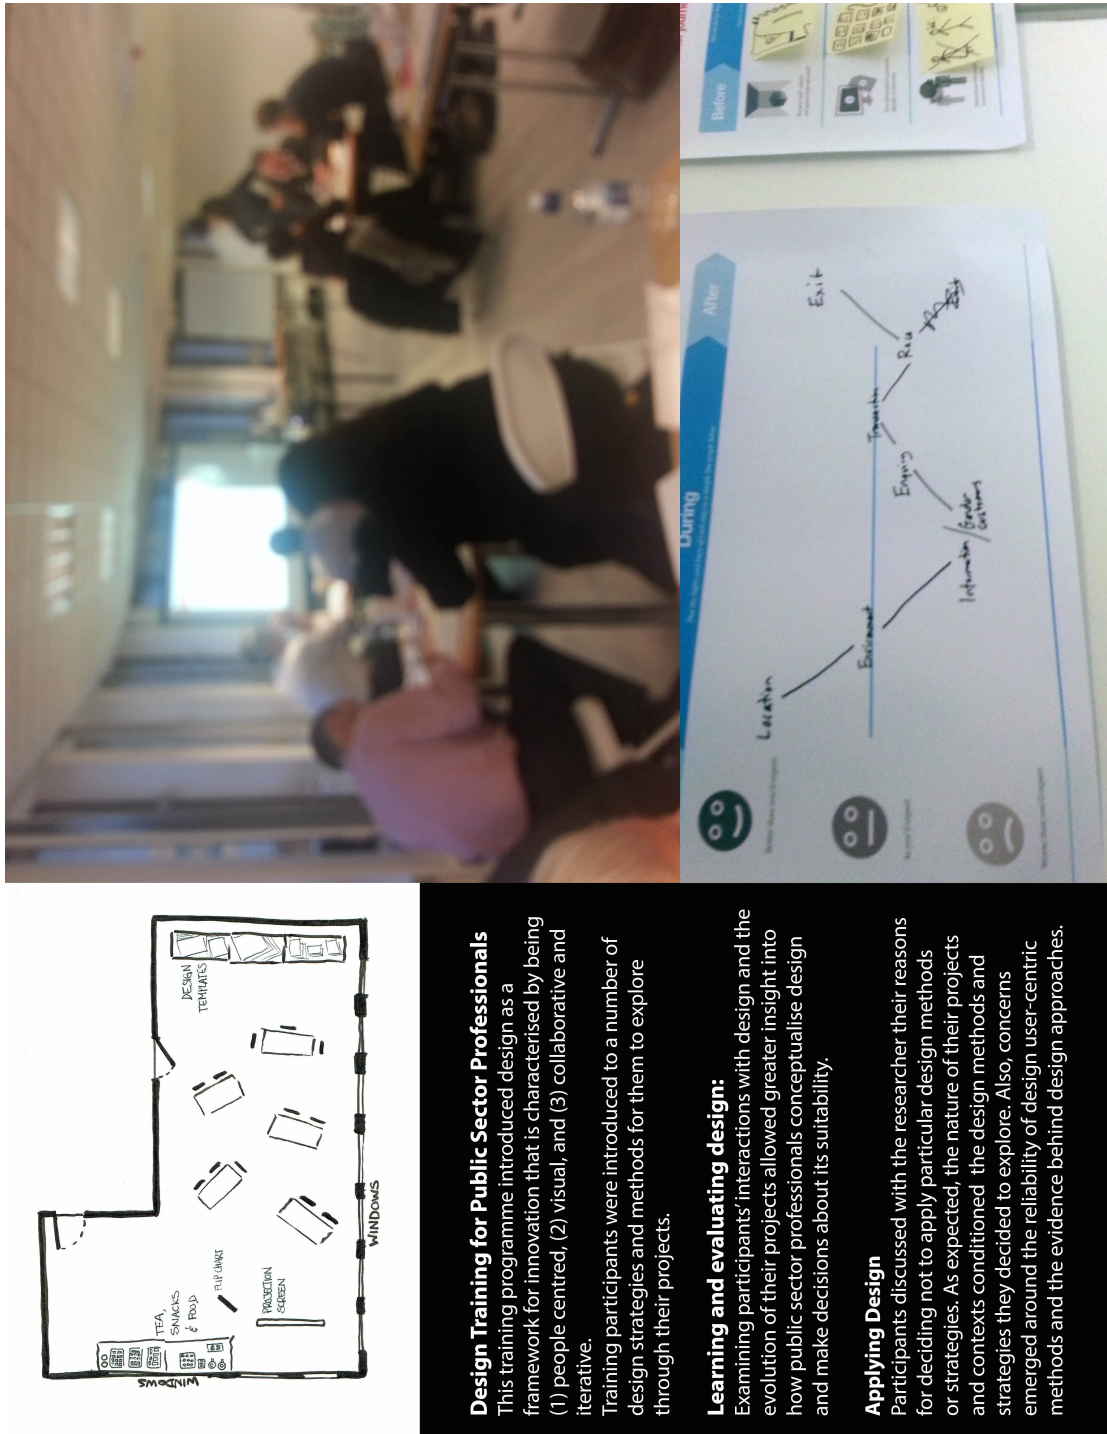 DESIGN
TEMPLATES
TEA,
SNACKS
& FOOD
FLIP CHART
PROJECTION
SCREEN
WINDOWS
WINDOWS
Design Training for Public Sector Professionals
This training programme introduced design as a
framework for innovation that is characterised by being
(1) people centred, (2) visual, and (3) collaborative and
iterative.
Training participants were introduced to a number of
design strategies and methods for them to explore
through their projects.
Learning and evaluating design:
Examining participants’ interactions with design and the
evolution of their projects allowed greater insight into
how public sector professionals conceptualise design
and make decisions about its suitability.
Applying Design
Participants discussed with the researcher their reasons
for deciding not to apply particular design methods
or strategies. As expected, the nature of their projects
and contexts conditioned  the design methods and
strategies they decided to explore. Also, concerns
emerged around the reliability of design user-centric
methods and the evidence behind design approaches.
Before
During
After
Location
Information/
Enquiry
Race
Exit